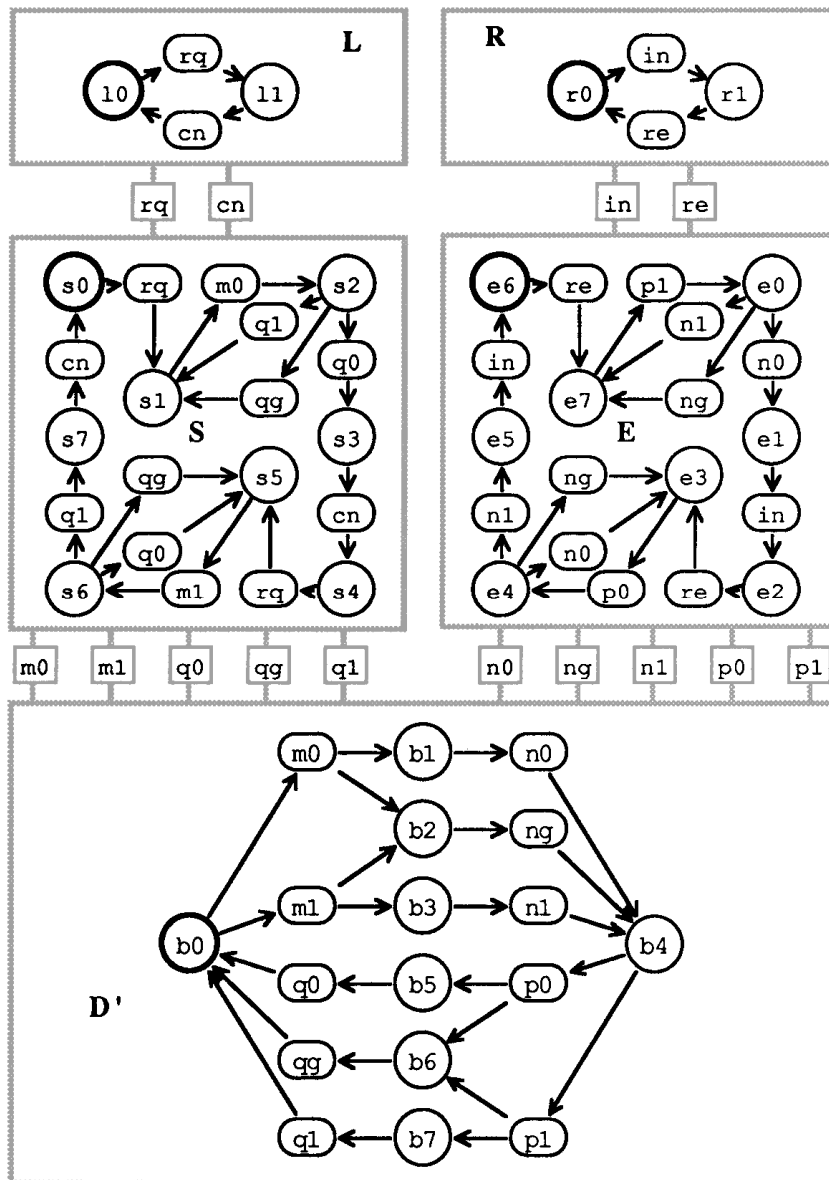 L R
rq in
l0 l1 r0 r1
cn re
rq cn in re
s0 rq m0 s2 e6 re p1 e0
q1 n1
cn q0 in n0
s1 qg e7 ng
s7 S s3 e5 E e1
qg s5 ng e3
q1 cn n1 in
q0 n0
s6 m1 rq s4 e4 p0 re e2
m0 m1 q0 qg q1 n0 ng n1 p0 p1
m0 b1 n0
b2 ng
m1 b3 n1
b0 b4
q0 b5 p0
D'
qg b6
q1 b7 p1